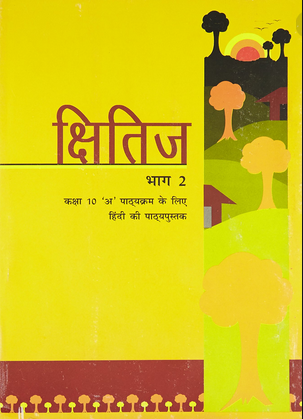 क्षितिज
भाग 2
कक्षा 10 'अ' पाठ्यक्रम के लिए
हिंदी की पाठ्यपुस्तक